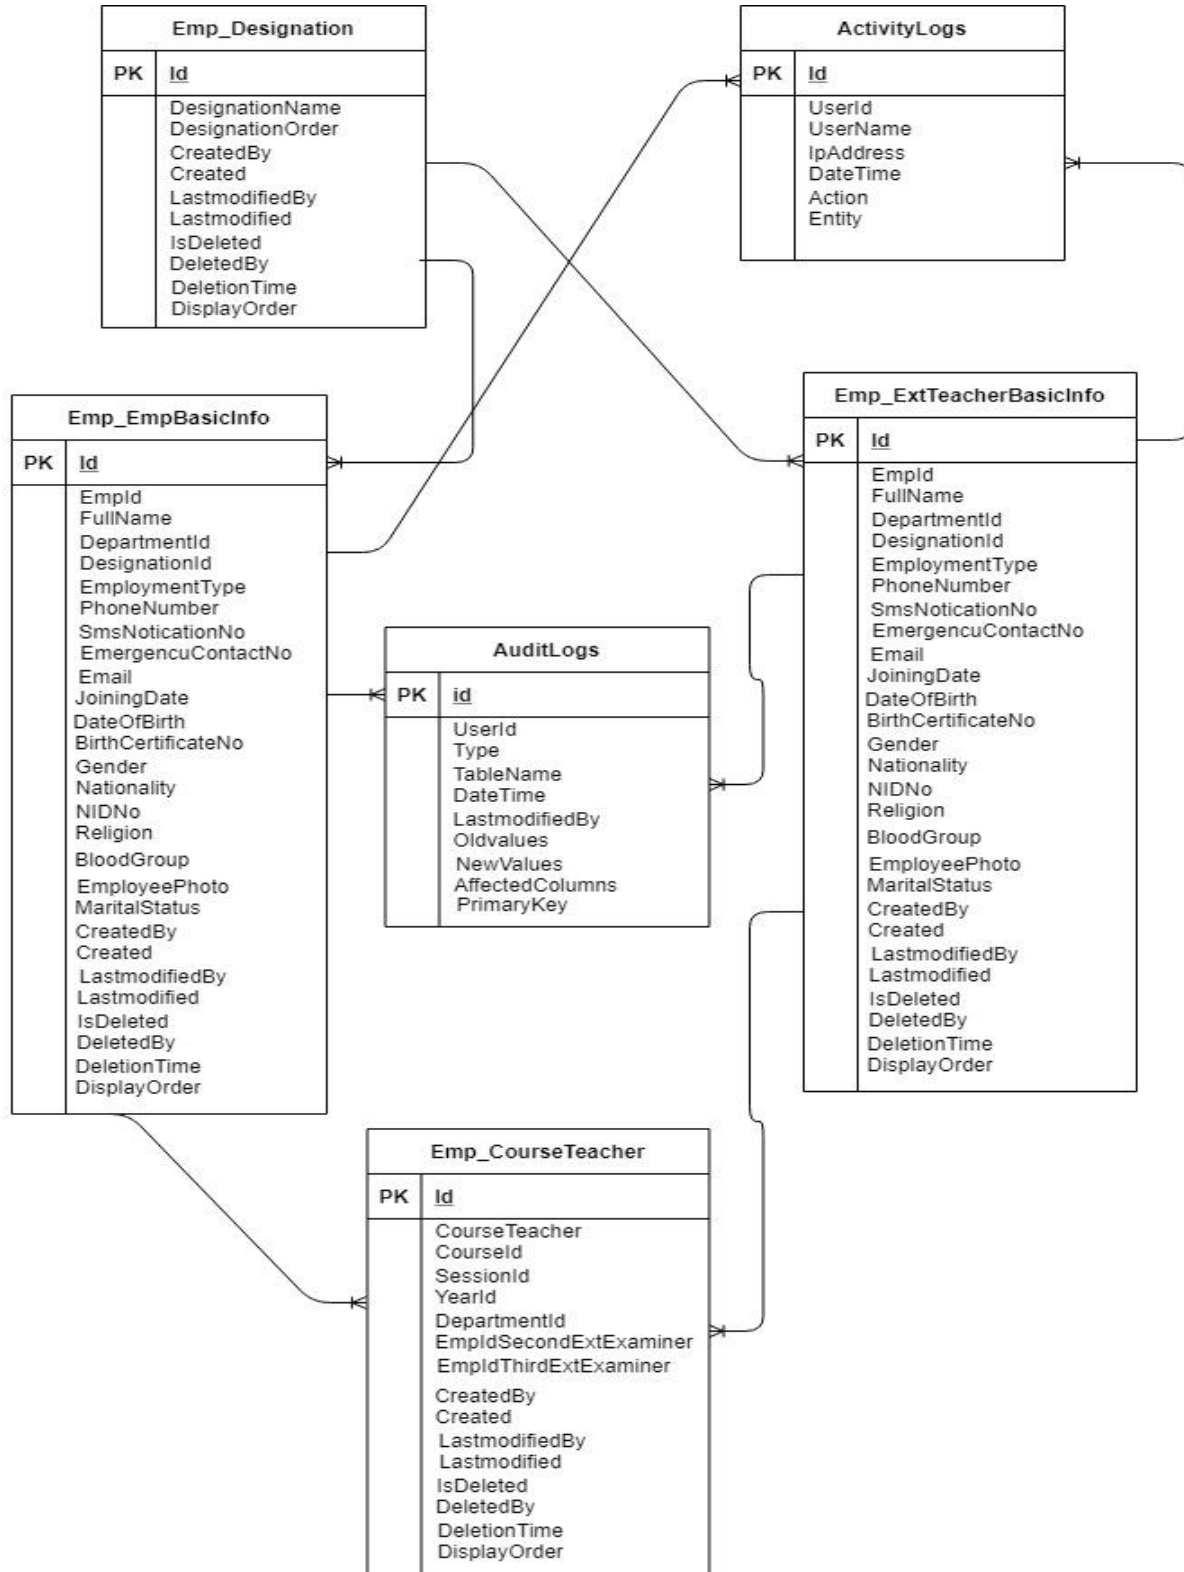 Emp_Designation
PK Id
DesignationName
DesignationOrder
CreatedBy
Created
LastmodifiedBy
Lastmodified
IsDeleted
DeletedBy
DeletionTime
DisplayOrder
ActivityLogs
PK Id
UserId
UserName
IpAddress
DateTime
Action
Entity
Emp_EmpBasicInfo
PK Id
EmpId
FullName
DepartmentId
DesignationId
EmploymentType
PhoneNumber
SmsNoticationNo
EmergencuContactNo
Email
JoiningDate
DateOfBirth
BirthCertificateNo
Gender
Nationality
NIDNo
Religion
BloodGroup
EmployeePhoto
MaritalStatus
CreatedBy
Created
LastmodifiedBy
Lastmodified
IsDeleted
DeletedBy
DeletionTime
DisplayOrder
Emp_ExtTeacherBasicInfo
PK Id
EmpId
FullName
DepartmentId
DesignationId
EmploymentType
PhoneNumber
SmsNoticationNo
EmergencuContactNo
Email
JoiningDate
DateOfBirth
BirthCertificateNo
Gender
Nationality
NIDNo
Religion
BloodGroup
EmployeePhoto
MaritalStatus
CreatedBy
Created
LastmodifiedBy
Lastmodified
IsDeleted
DeletedBy
DeletionTime
DisplayOrder
AuditLogs
PK id
UserId
Type
TableName
DateTime
LastmodifiedBy
Oldvalues
NewValues
AffectedColumns
PrimaryKey
Emp_CourseTeacher
PK Id
CourseTeacher
CourseId
SessionId
YearId
DepartmentId
EmpIdSecondExtExaminer
EmpIdThirdExtExaminer
CreatedBy
Created
LastmodifiedBy
Lastmodified
IsDeleted
DeletedBy
DeletionTime
DisplayOrder